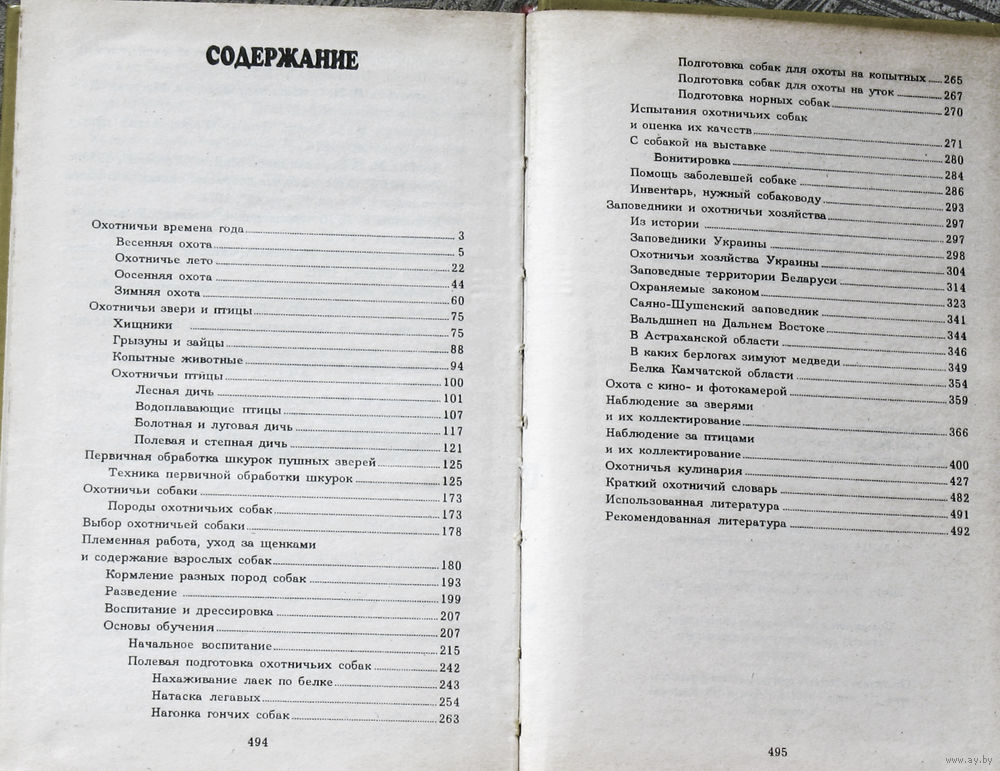 СОДЕРЖАНИЕ
Охотничьи времена года 3
Весенняя охота 5
Охотничье лето 22
Оосенняя охота 44
Зимняя охота 60
Охотничьи звери и птицы 75
Хищники 75
Грызуны и зайцы 88
Копытные животные 94
Охотничьи птицы 100
Лесная дичь 101
Водоплавающие птицы 107
Болотная и луговая дичь 117
Полевая и степная дичь 121
Первичная обработка шкурок пушных зверей 125
Техника первичной обработки шкурок 125
Охотничьи собаки 173
Породы охотничьих собак 173
Выбор охотничьей собаки 178
Племенная работа, уход за щенками
и содержание взрослых собак 180
Кормление разных пород собак 193
Разведение 199
Воспитание и дрессировка 207
Основы обучения 207
Начальное воспитание 215
Полевая подготовка охотничьих собак 242
Нахаживание лаек по белке 243
Натаска легавых 254
Нагонка гончих собак 263
494
Подготовка собак для охоты на копытных 265
Подготовка собак для охоты на уток 267
Подготовка норных собак 270
Испытания охотничьих собак
и оценка их качеств 271
С собакой на выставке 280
Бонитировка 284
Помощь заболевшей собаке 286
Инвентарь, нужный собаководу 293
Заповедники и охотничьи хозяйства 297
Из истории 297
Заповедники Украины 298
Охотничьи хозяйства Украины 304
Заповедные территории Беларуси 314
Охраняемые законом 323
Саяно-Шушенский заповедник 341
Вальдшнеп на Дальнем Востоке 344
В Астраханской области 346
В каких берлогах зимуют медведи 349
Белка Камчатской области 354
Охота с кино- и фотокамерой 359
Наблюдение за зверями
и их коллектирование 366
Наблюдение за птицами
и их коллектирование 400
Охотничья кулинария 427
Краткий охотничий словарь 482
Использованная литература 491
Рекомендованная литература 492
495
www.ay.by